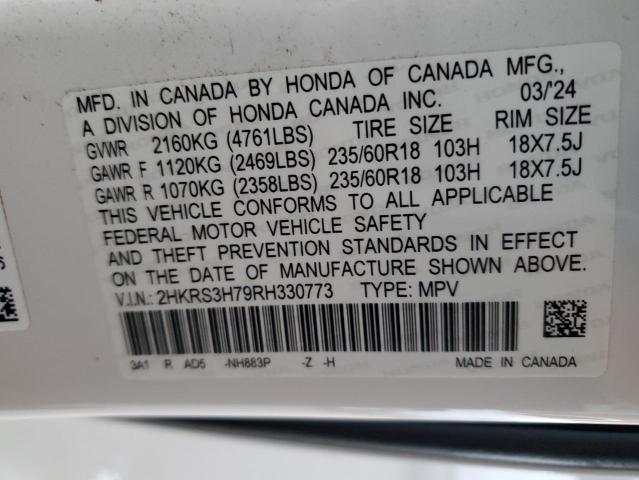 MFD. IN CANADA BY HONDA OF CANADA MFG.,
A DIVISION OF HONDA CANADA INC. 03/'24
GVWR 2160KG (4761LBS) TIRE SIZE RIM SIZE
GAWR F 1120KG (2469LBS) 235/60R18 103H 18X7.5J
GAWR R 1070KG (2358LBS) 235/60R18 103H 18X7.5J
THIS VEHICLE CONFORMS TO ALL APPLICABLE
FEDERAL MOTOR VEHICLE SAFETY
AND THEFT PREVENTION STANDARDS IN EFFECT
ON THE DATE OF MANUFACTURE SHOWN ABOVE.
V.I.N.: 2HKRS3H79RH330773 TYPE: MPV
3A1 R AD5 -NH883P -Z -H MADE IN CANADA